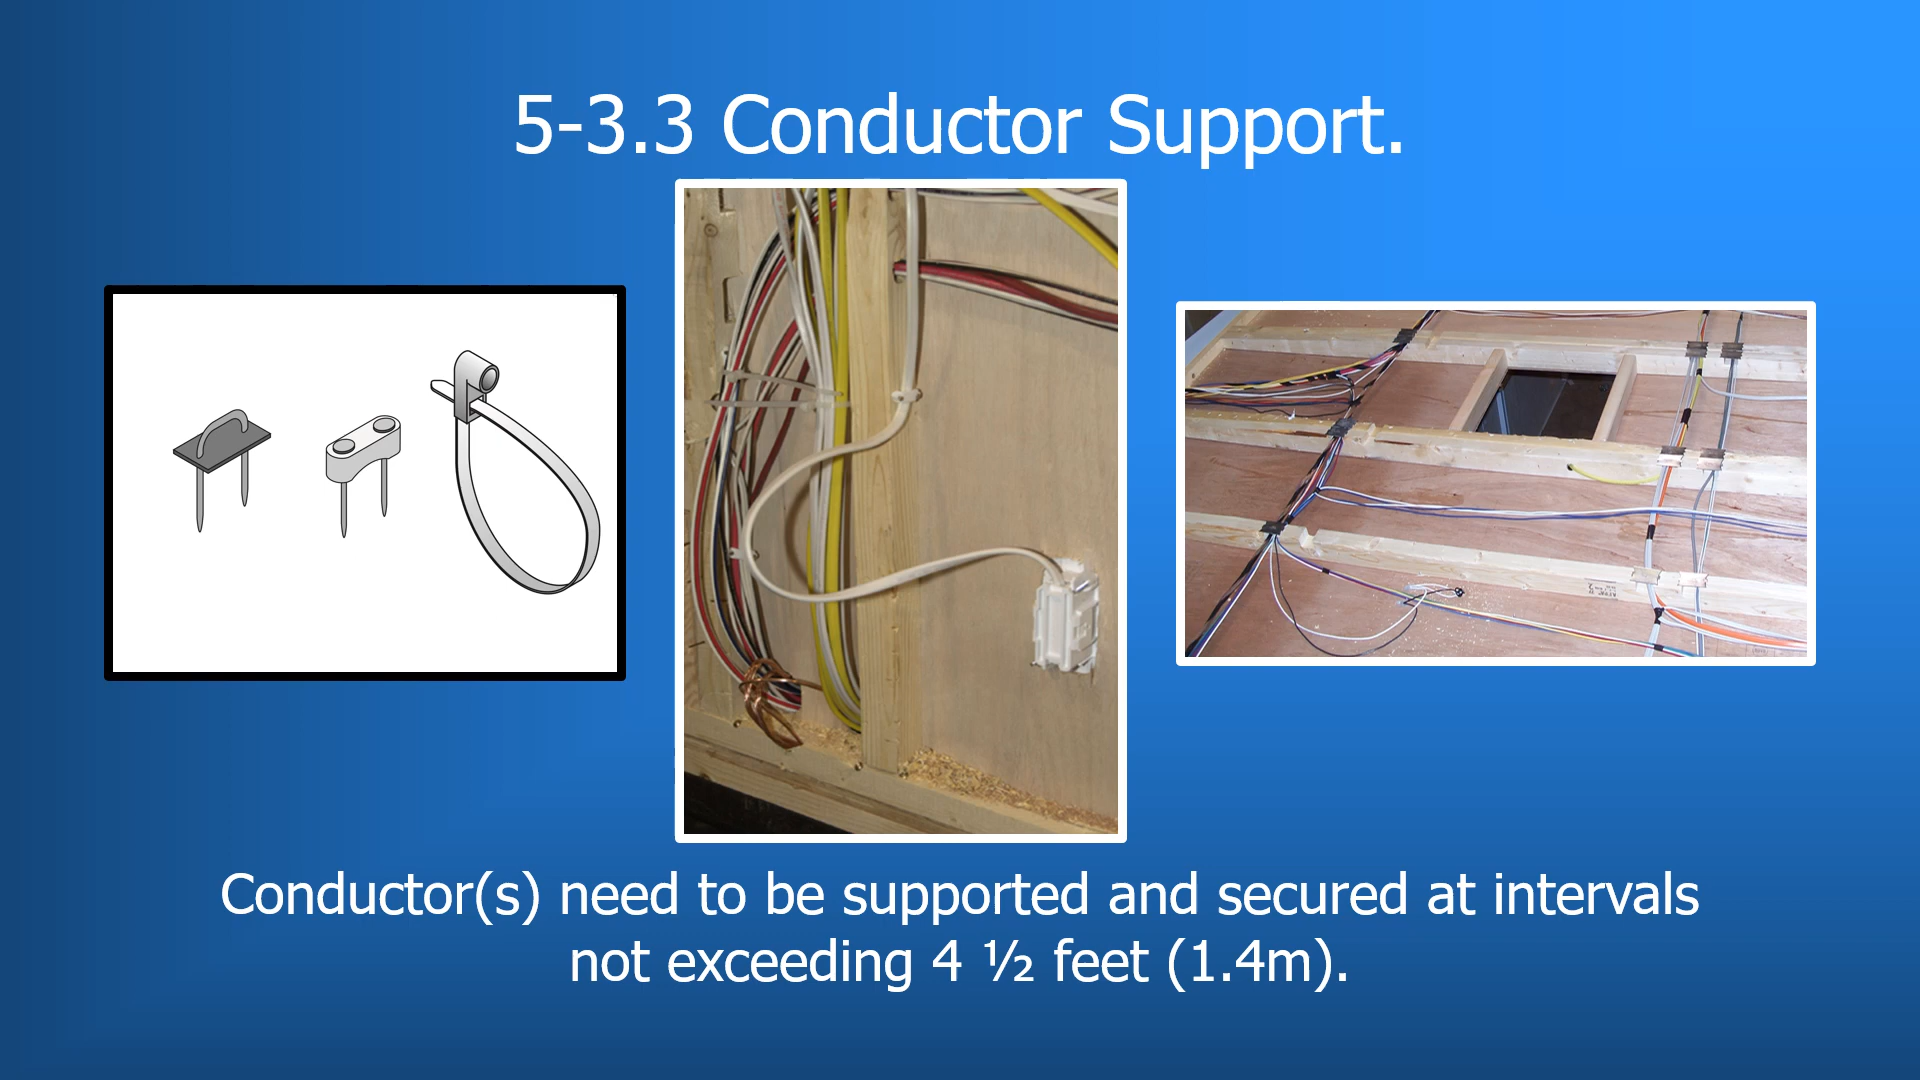 5-3.3 Conductor Support.
Conductor(s) need to be supported and secured at intervals
not exceeding 4 ½ feet (1.4m).